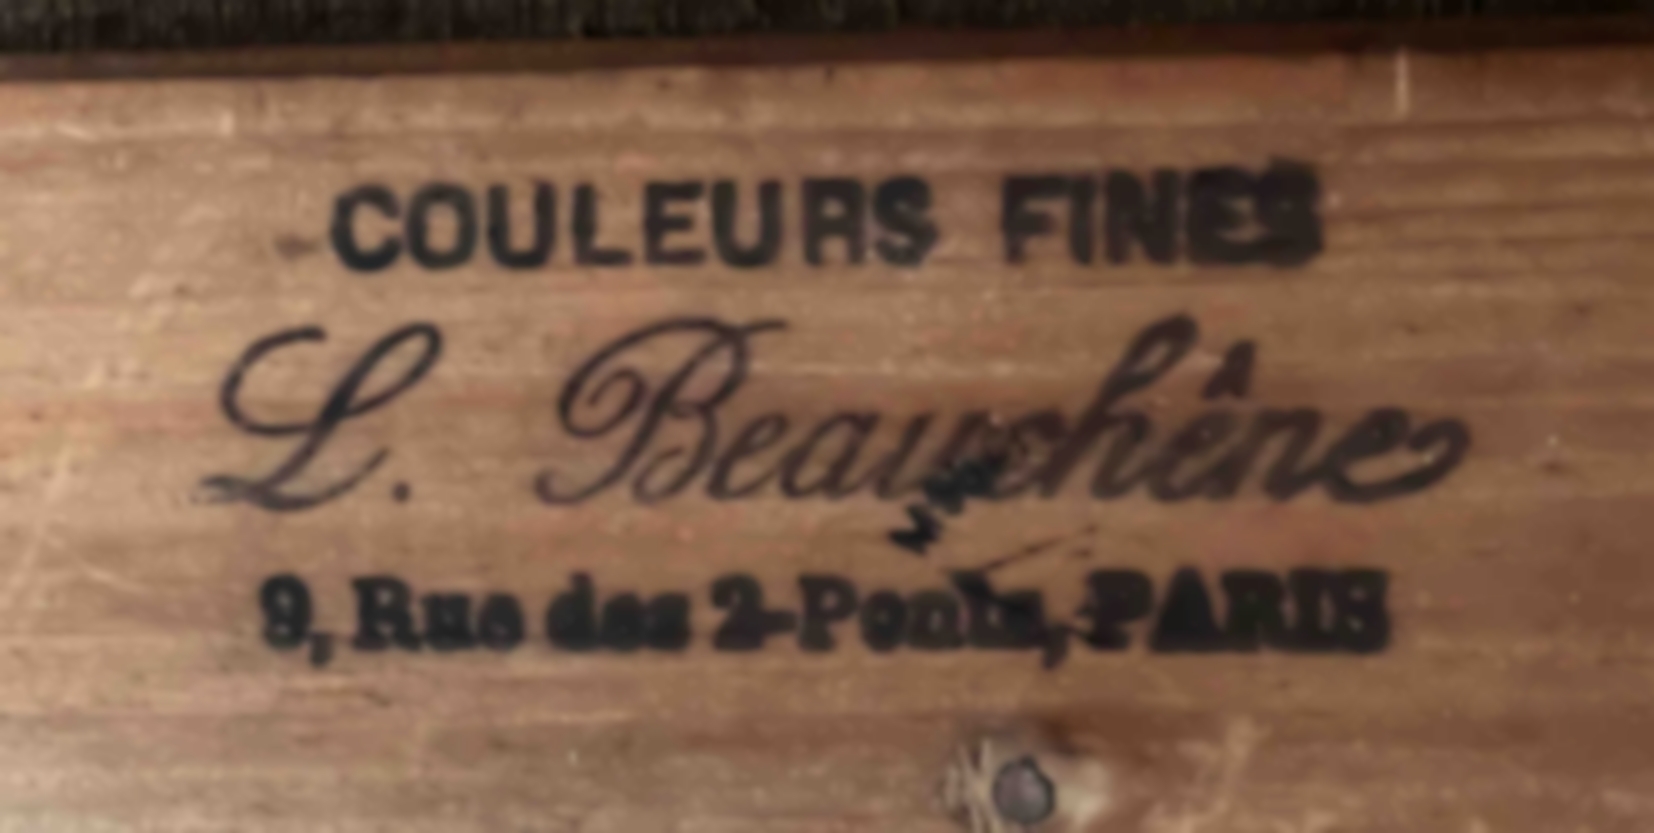 COULEURS FINES
L. Beauchêne
9, Rue des 2-Ponts, PARIS